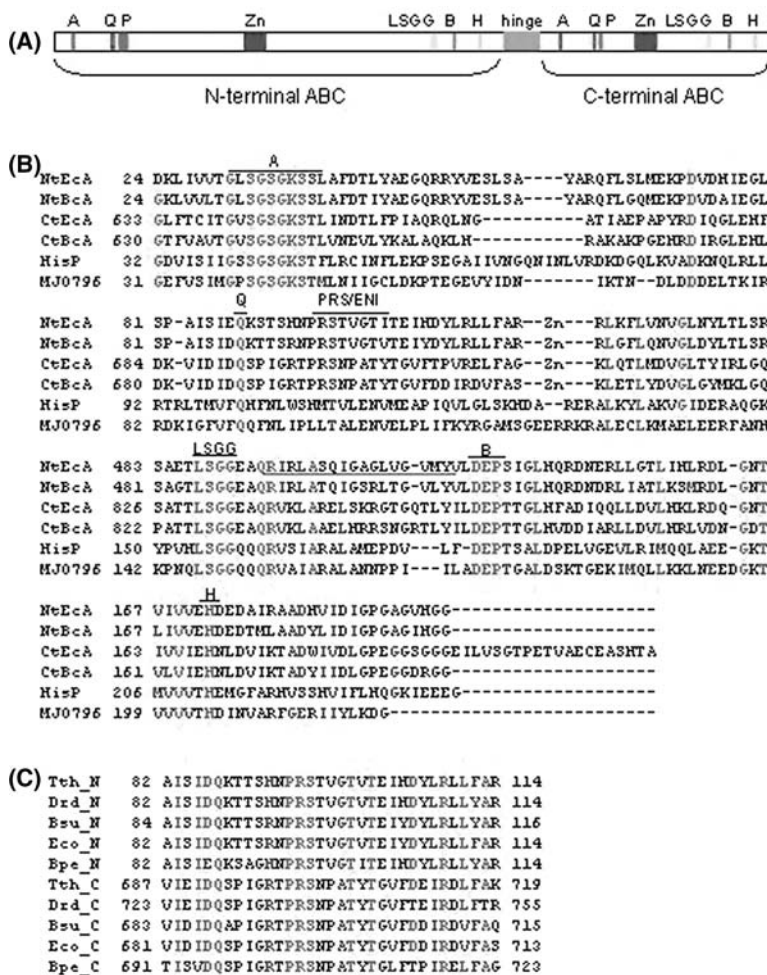 A Q P Zn LSGG B H hinge A Q P Zn LSGG B H
(A)
N-terminal ABC C-terminal ABC
(B)
A
NtEcA 24 DKLIVVTGLSGSGKSSLAFDTLYAEGQRRYVESLSA----YARQFLSLMEKPDVDHIEGL
NtBcA 24 GKLVVLTGLSGSGKSSLAFDTIYAEGQRRYVESLSA----YARQFLGQMEKPDVDAIEGL
CtEcA 633 GLFTCITGVSGSGKSTLINDTLFPIAQRQLNG--------ATIAEPAPYRDIQGLEHF
CtBcA 630 GTFVAVTGVSGSGKSTLVNEVLYKALAQKLH---------RAKAKPGEHRDIRGLEHL
HisP 32 GDVISIIGSSGSGKSTFLRCINFLEKPSEGAIIVNGQNINLVRDKDGQLKVADKNQLRLL
MJ0796 31 GEFVSIMGPSGSGKSTMLNIIGCLDKPTEGEVYIDN-----IKTN--DLDDDELTKIR
Q PRS/ENI
NtEcA 81 SP-AISIEQKSTSHNPRSTVGTITEIHDYLRLLFAR--Zn---RLKFLVNVGLNYLTLSR
NtBcA 81 SP-AISIDQKTTSRNPRSTVGTVTEIYDYLRLLFAR--Zn---RLGFLQNVGLDYLTLSR
CtEcA 684 DK-VIDIDQSPIGRTPRSNPATYTGVFTPVRELFAG--Zn---KLQTLMDVGLTYIRLGQ
CtBcA 680 DK-VIDIDQSPIGRTPRSNPATYTGVFDDIRDVFAS--Zn---KLETLYDVGLGYMKLGQ
HisP 92 RTRLTMVFQHFNLWSHMTVLENVMEAPIQVLGLSKHDA--RERALKYLAKVGIDERAQGK
MJ0796 78 RDKIGFVFQQFNLIPLLTALENVELPLIFKYRGAMSGEERRKRALECLKMAELEERFANH
LSGG B
NtEcA 483 SAETLSGGEAQRIRLASQIGAGLVG-VMYVLDEPSIGLHQRDNERLLGTLIHLRDL-GNT
NtBcA 481 SAGTLSGGEAQRIRLATQIGSRLTG-VLYVLDEPSIGLHQRDNDRLIATLKSMRDL-GNT
CtEcA 826 SATTLSGGEAQRVKLARELSKRGTGQTLYILDEPTTGLHFADIQQLLDVLHKLRDQ-GNT
CtBcA 822 PATTLSGGEAQRVKLAAELHRRSNGRTLYILDEPTTGLHVDDIARLLDVLHRLVDN-GDT
HisP 150 YPVHLSGGQQQRVSIARALAMEPDV---LF-DEPTSALDPELVGEVLRIMQQLAEE-GKT
MJ0796 142 KPNQLSGGQQQRVAIARALANNPPI---ILADEPTGALDSKTGEKIMQLLKKLNEEDGKT
H
NtEcA 167 VIVVEHDEDAIRAADHVIDIGPGAGVHGG-------------------------
NtBcA 167 LIVVEHDEDTMLAADYLIDIGPGAGIHGG-------------------------
CtEcA 163 IVVIEHNLDVIKTADWIVDLGPEGGSGGGEILVSGTPETVAECEASHTA
CtBcA 161 VLVIEHNLDVIKTADYIIDLGPEGGDRGG-------------------------
HisP 206 MVVVTHEMGFARHVSSHVIFLHQGKIEEEG------------------------
MJ0796 199 VVVVTHDINVARFGERIIYLKDG-------------------------------
(C)
Tth_N 82 AISIDQKTTSHNPRSTVGTVTEIHDYLRLLFAR 114
Drd_N 82 AISIDQKTTSHNPRSTVGTVTEIHDYLRLLYAR 114
Bsu_N 84 AISIDQKTTSRNPRSTVGTVTEIYDYLRLLYAR 116
Eco_N 82 AISIDQKTTSRNPRSTVGTVTEIYDYLRLLFAR 114
Bpe_N 82 AISIEQKSAGHNPRSTVGTITEIHDYLRLLYAR 114
Tth_C 687 VIEIDQSPIGRTPRSNPATYTGVFDEIRDLFAK 719
Drd_C 723 VIEIDQSPIGRTPRSNPATYTGVFTEIRDLFTR 755
Bsu_C 683 VIDIDQAPIGRTPRSNPATYTGVFDDIRDVFAQ 715
Eco_C 681 VIDIDQSPIGRTPRSNPATYTGVFDDIRDVFAS 713
Bpe_C 691 TISVDQSPIGRTPRSNPATYTGLFTPIRELFAG 723